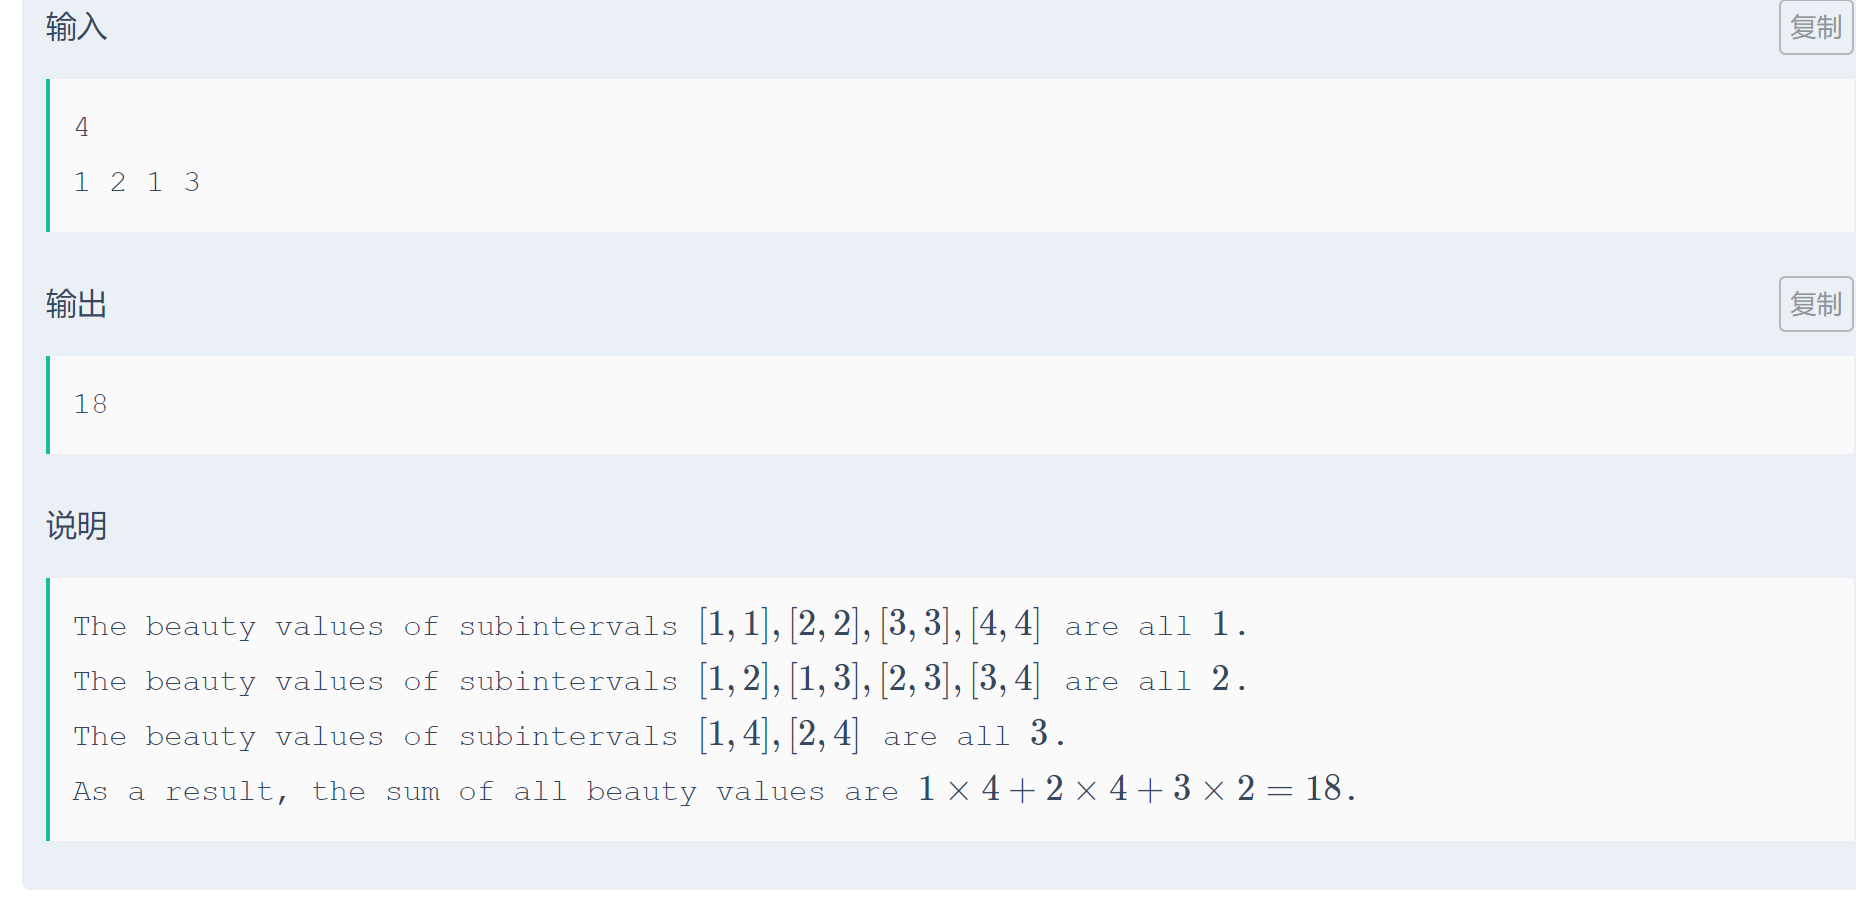 输入
复制
4
1 2 1 3
输出
复制
18
说明
The beauty values of subintervals [1, 1], [2, 2], [3, 3], [4, 4] are all 1.
The beauty values of subintervals [1, 2], [1, 3], [2, 3], [3, 4] are all 2.
The beauty values of subintervals [1, 4], [2, 4] are all 3.
As a result, the sum of all beauty values are 1 × 4 + 2 × 4 + 3 × 2 = 18.